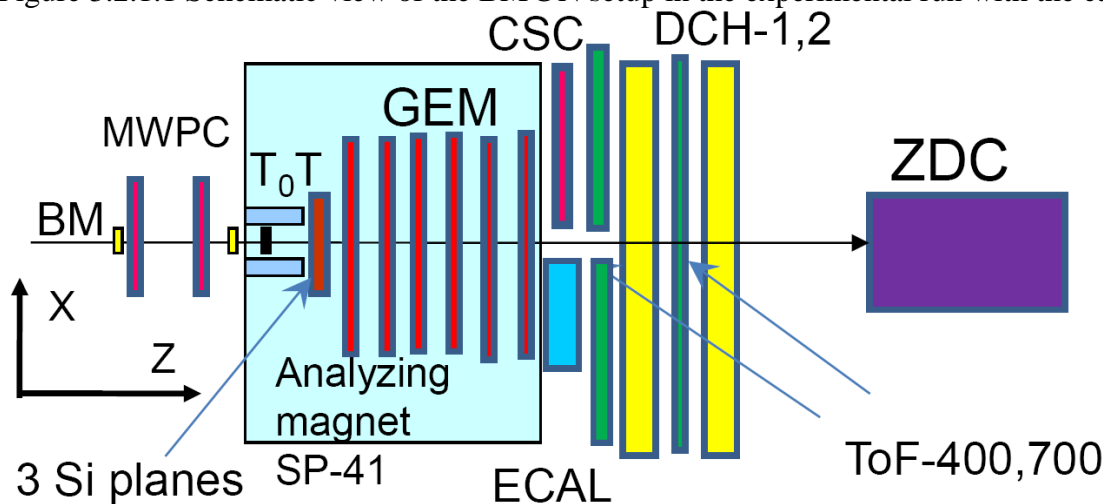 CSC DCH-1,2
GEM
MWPC
T₀T
ZDC
BM
X
Z
Analyzing
magnet
SP-41
3 Si planes
ECAL
ToF-400,700